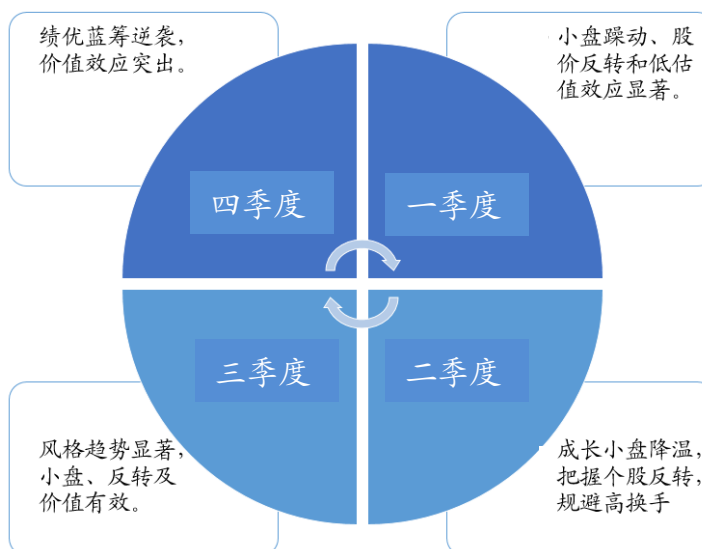 绩优蓝筹逆袭，
价值效应突出。
小盘躁动、股
价反转和低估
值效应显著。
四季度
一季度
三季度
二季度
风格趋势显著，
小盘、反转及
价值有效。
成长小盘降温，
把握个股反转，
规避高换手